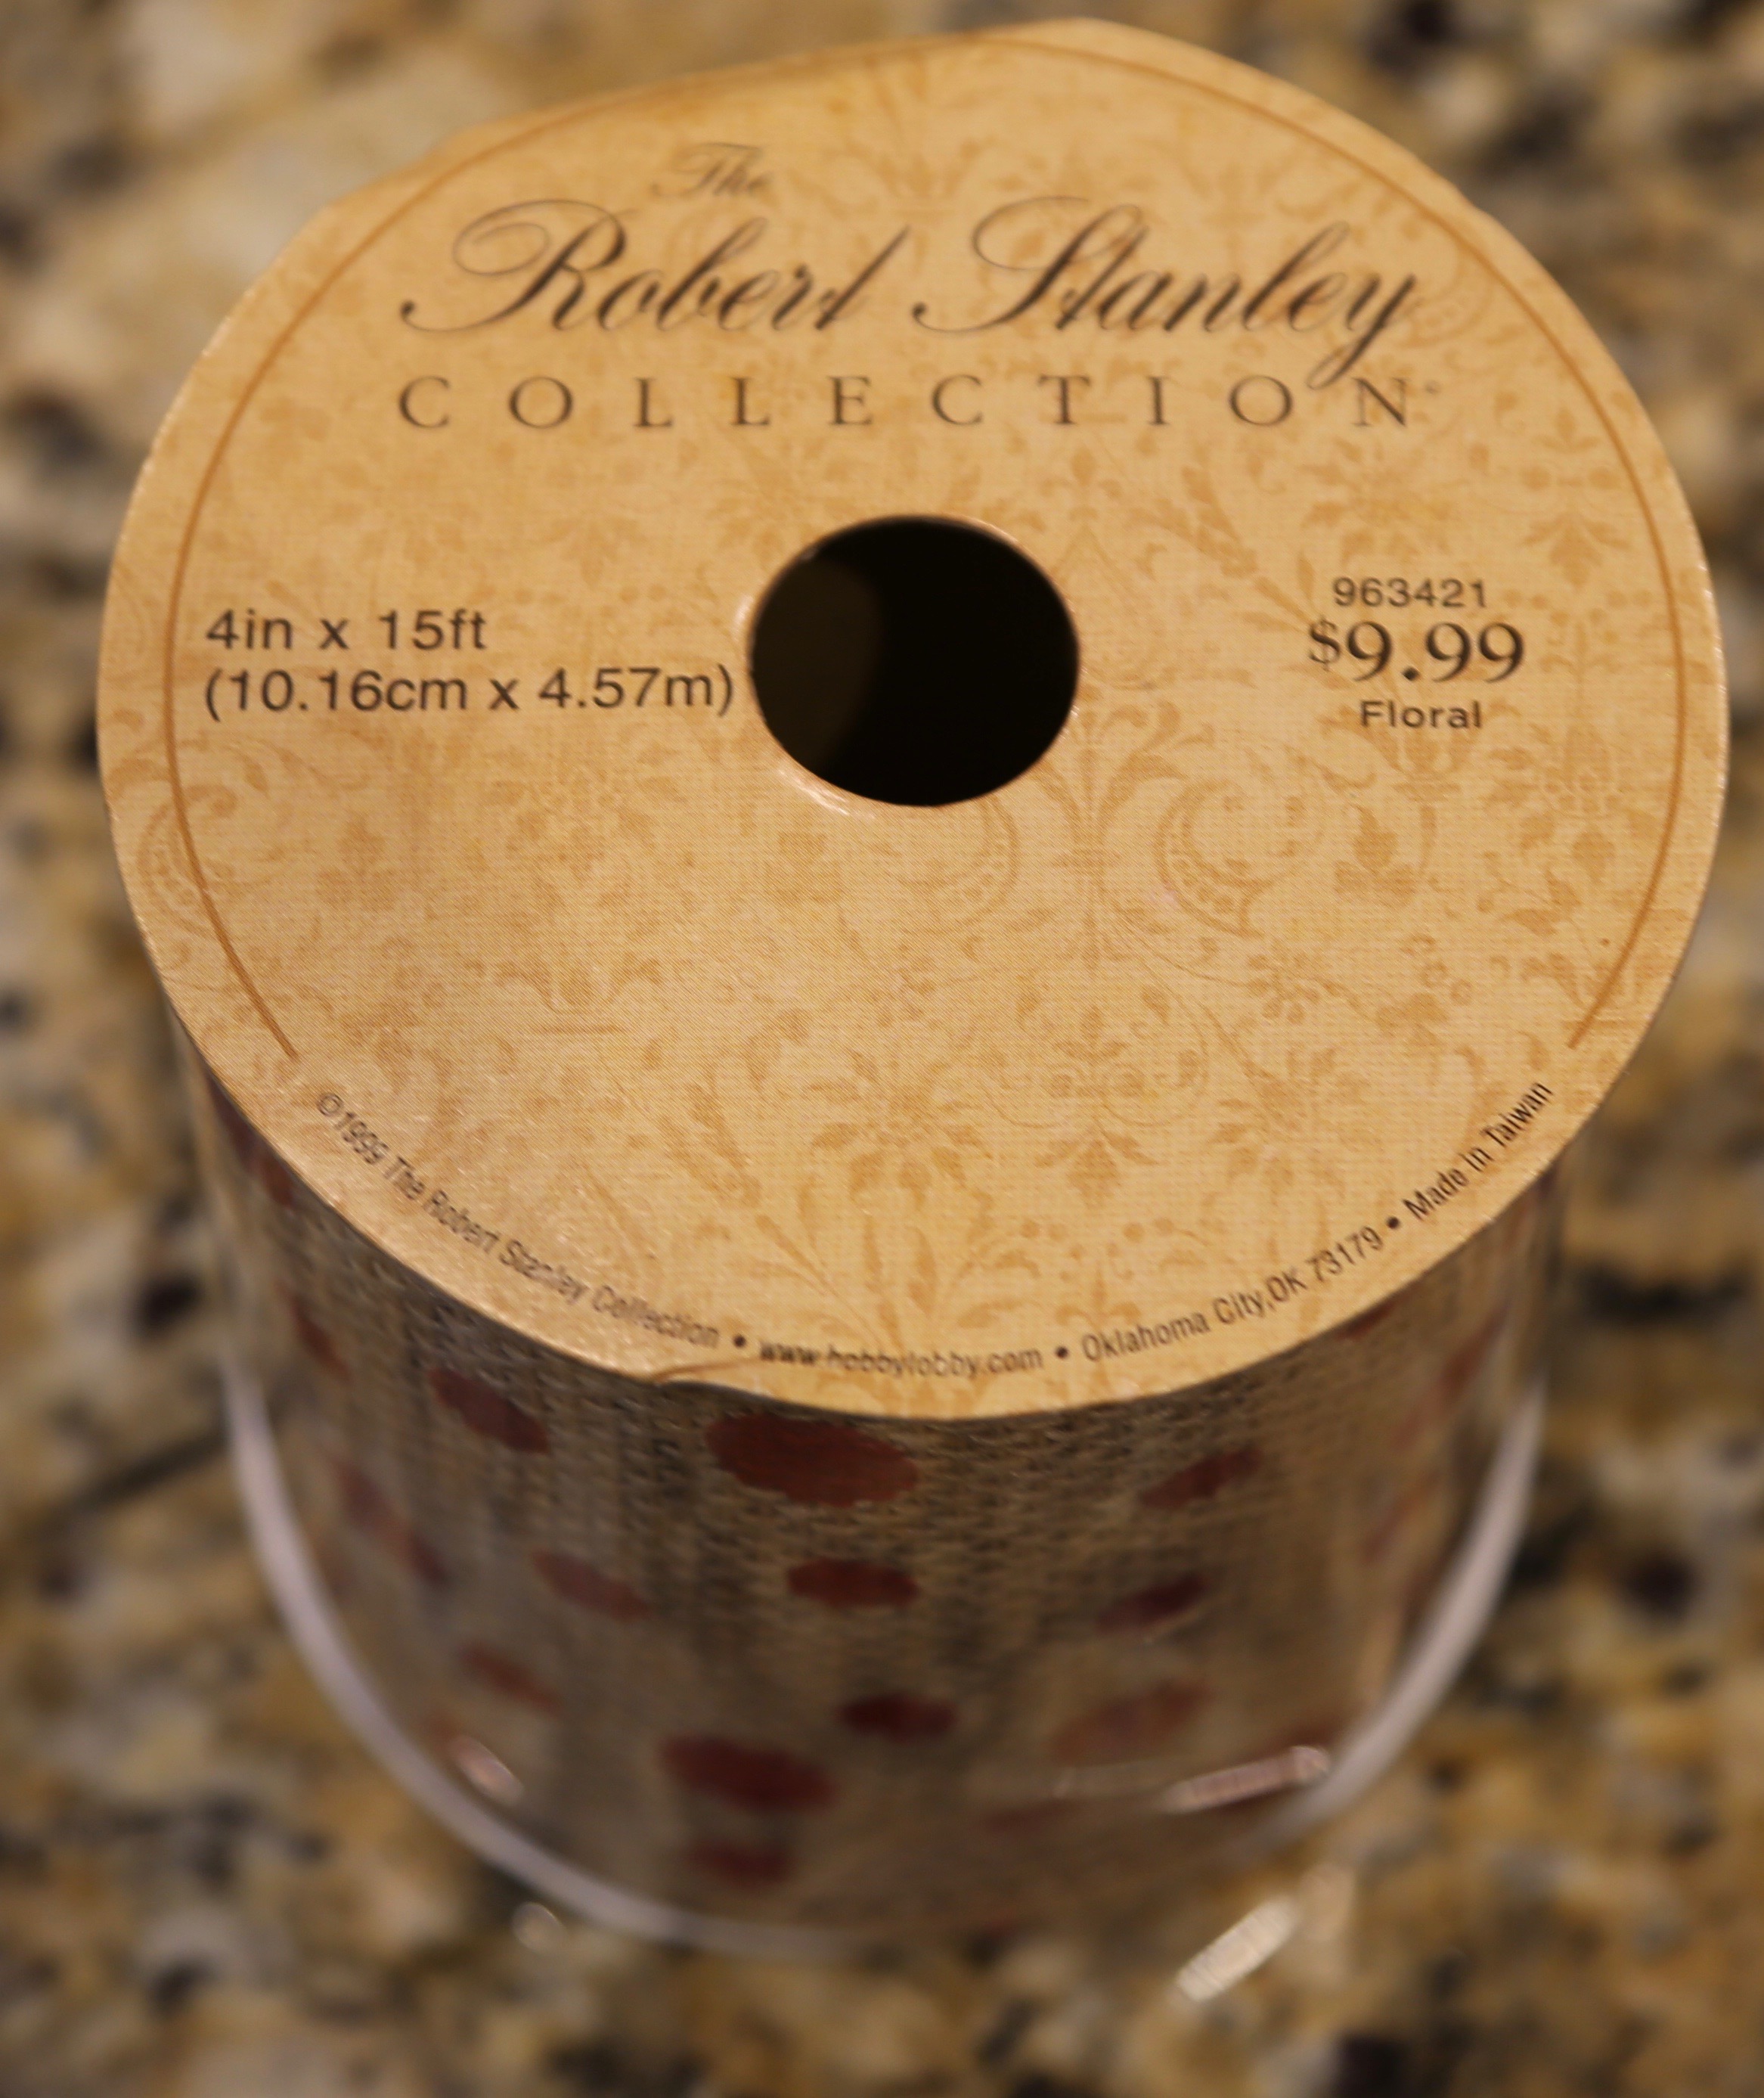 The
Robert Stanley
COLLECTION®
4in x 15ft
(10.16cm x 4.57m)
963421
$9.99
Floral
©1999 The Robert Stanley Collection • www.hobbylobby.com • Oklahoma City,OK 73179 • Made in Taiwan